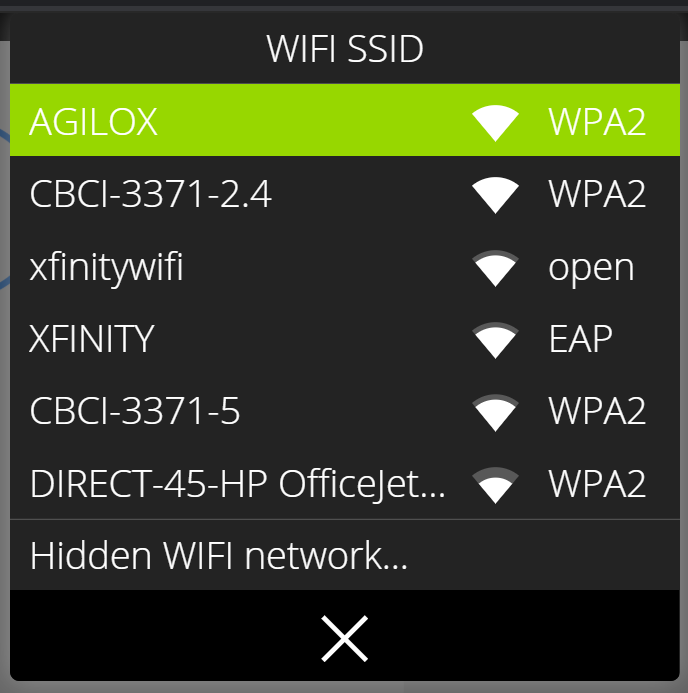 WIFI SSID
AGILOX WPA2
CBCI-3371-2.4 WPA2
xfinitywifi open
XFINITY EAP
CBCI-3371-5 WPA2
DIRECT-45-HP OfficeJet... WPA2
Hidden WIFI network...